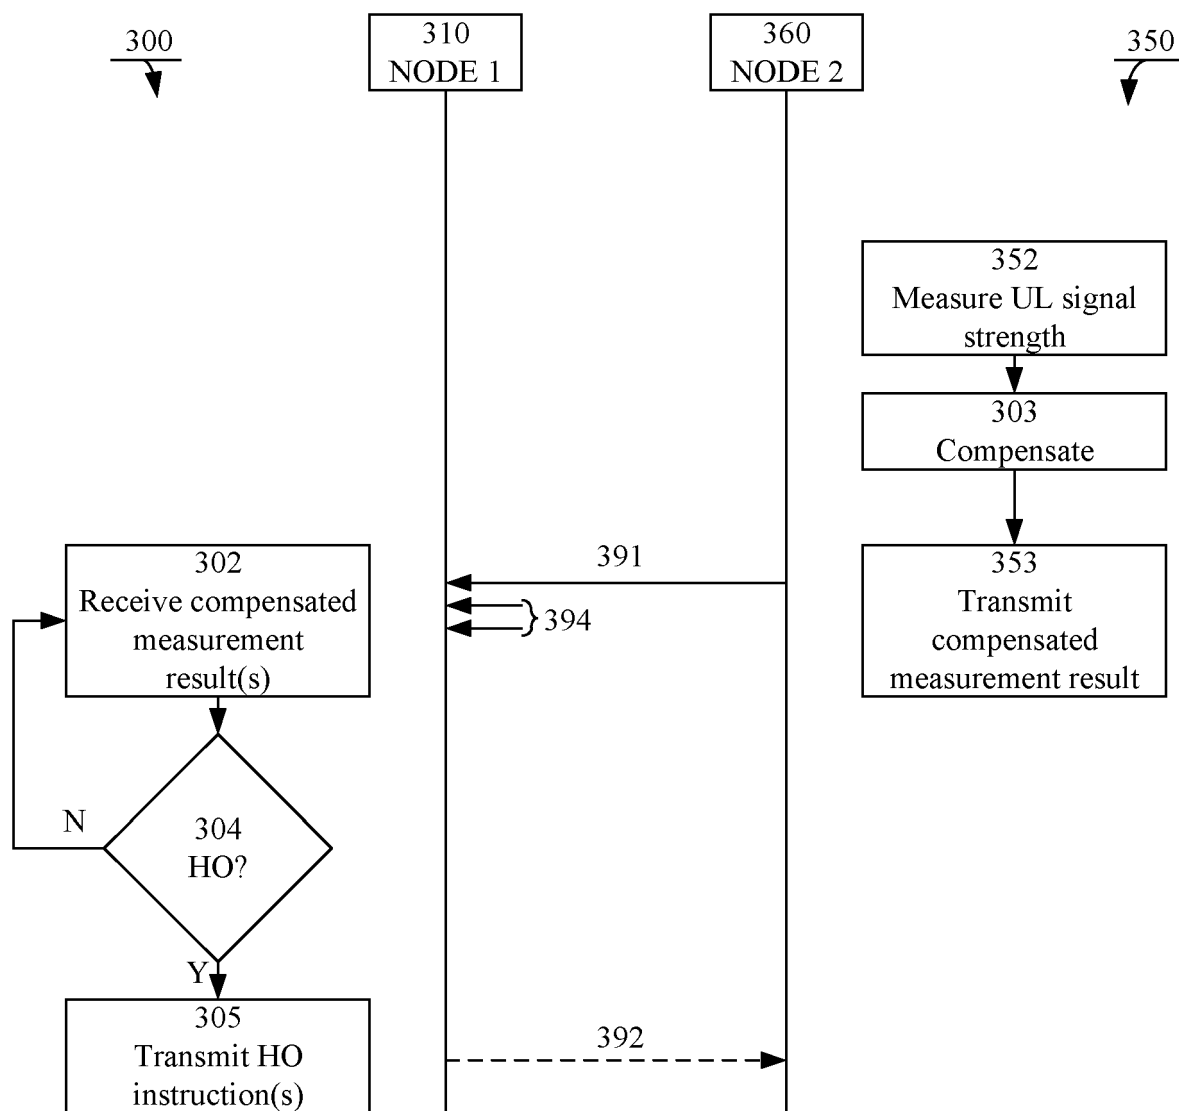 300
310
NODE 1
360
NODE 2
350
352
Measure UL signal
strength
303
Compensate
302
Receive compensated
measurement
result(s)
391
394
353
Transmit
compensated
measurement result
N
304
HO?
Y
305
Transmit HO
instruction(s)
392